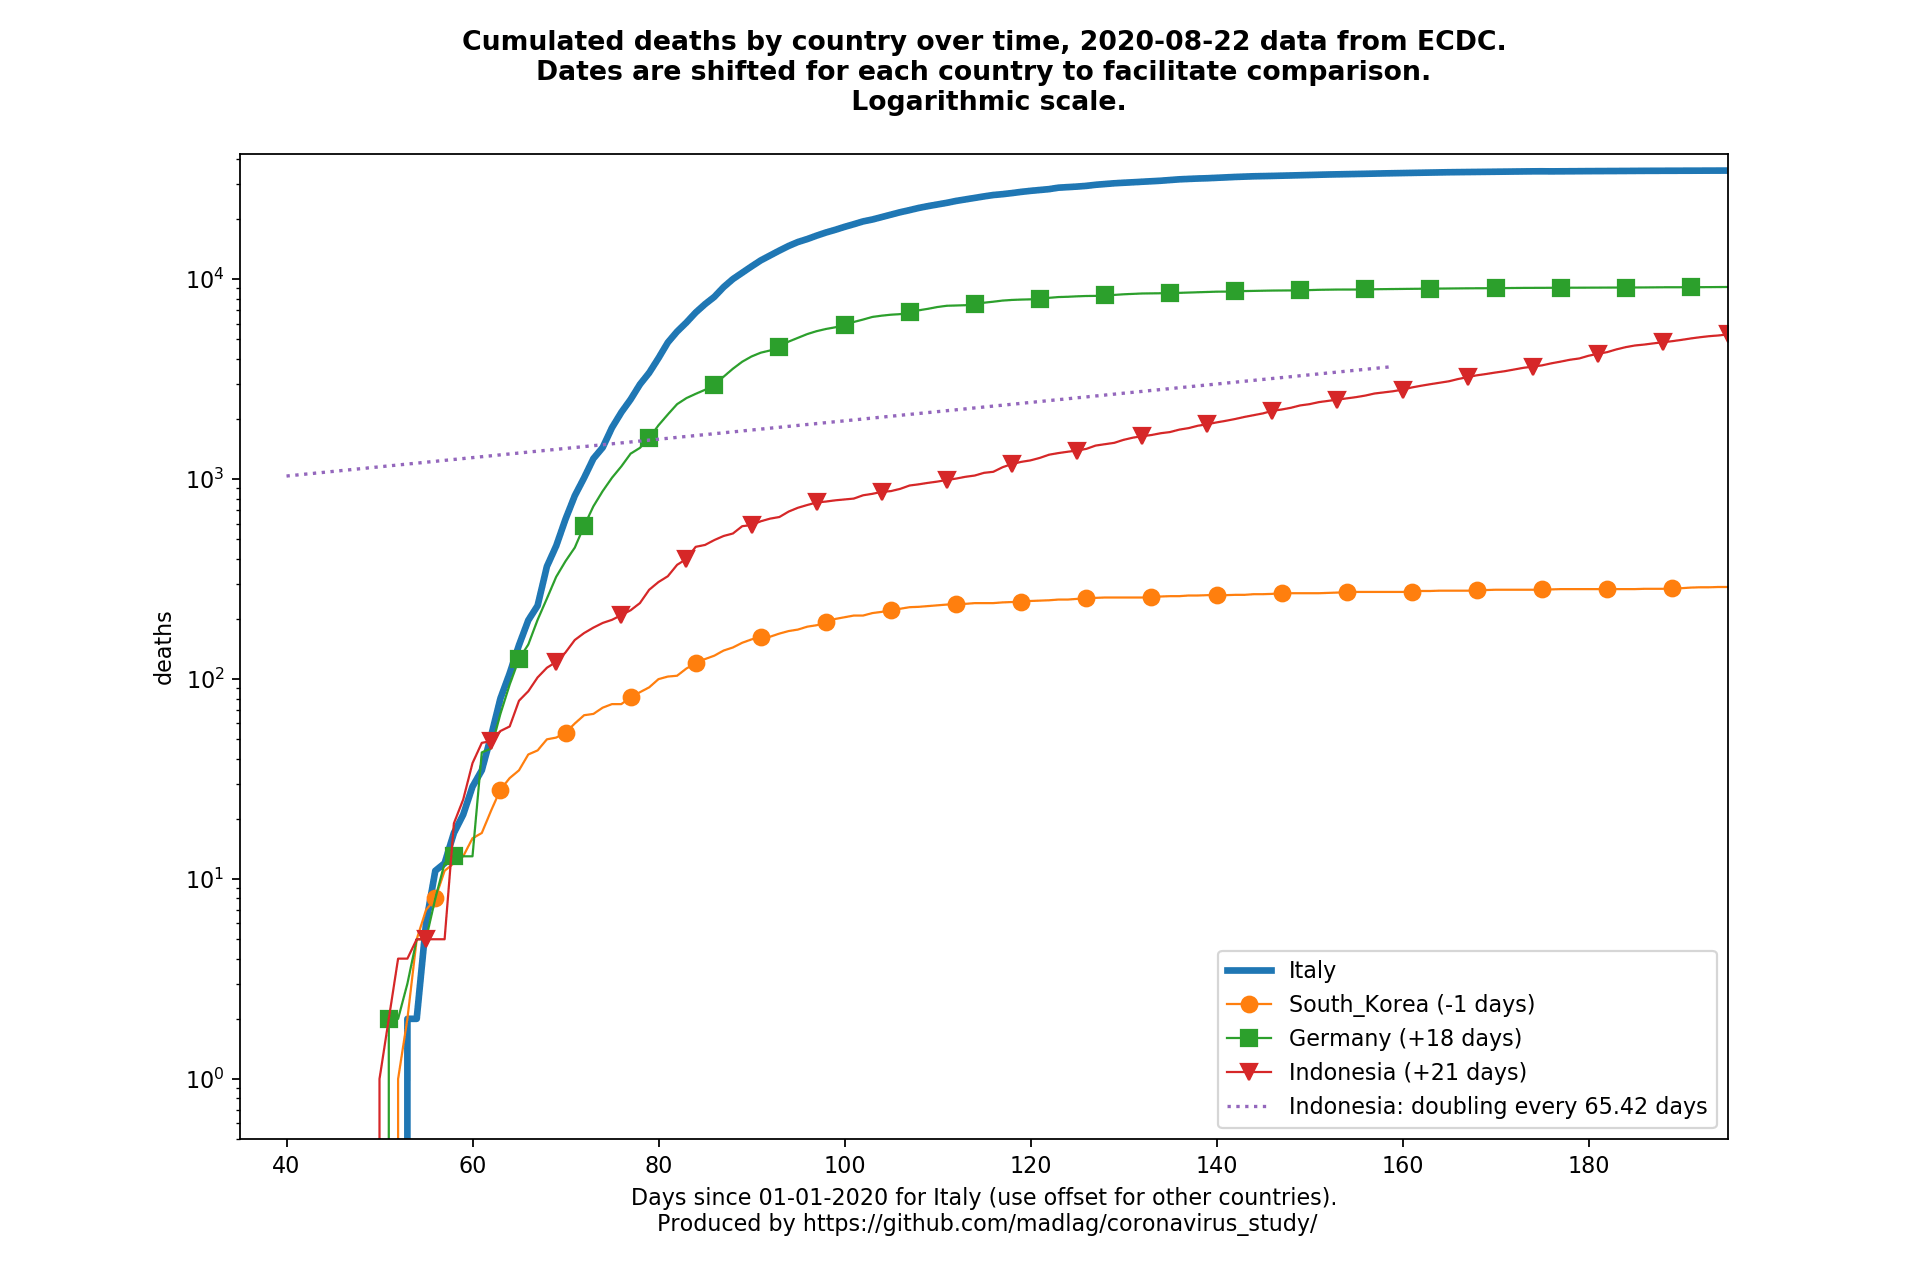 Cumulated deaths by country over time, 2020-08-22 data from ECDC.
Dates are shifted for each country to facilitate comparison.
Logarithmic scale.
10^4
10^3
10^2
10^1
10^0
deaths
Italy
South_Korea (-1 days)
Germany (+18 days)
Indonesia (+21 days)
Indonesia: doubling every 65.42 days
40 60 80 100 120 140 160 180
Days since 01-01-2020 for Italy (use offset for other countries).
Produced by https://github.com/madlag/coronavirus_study/